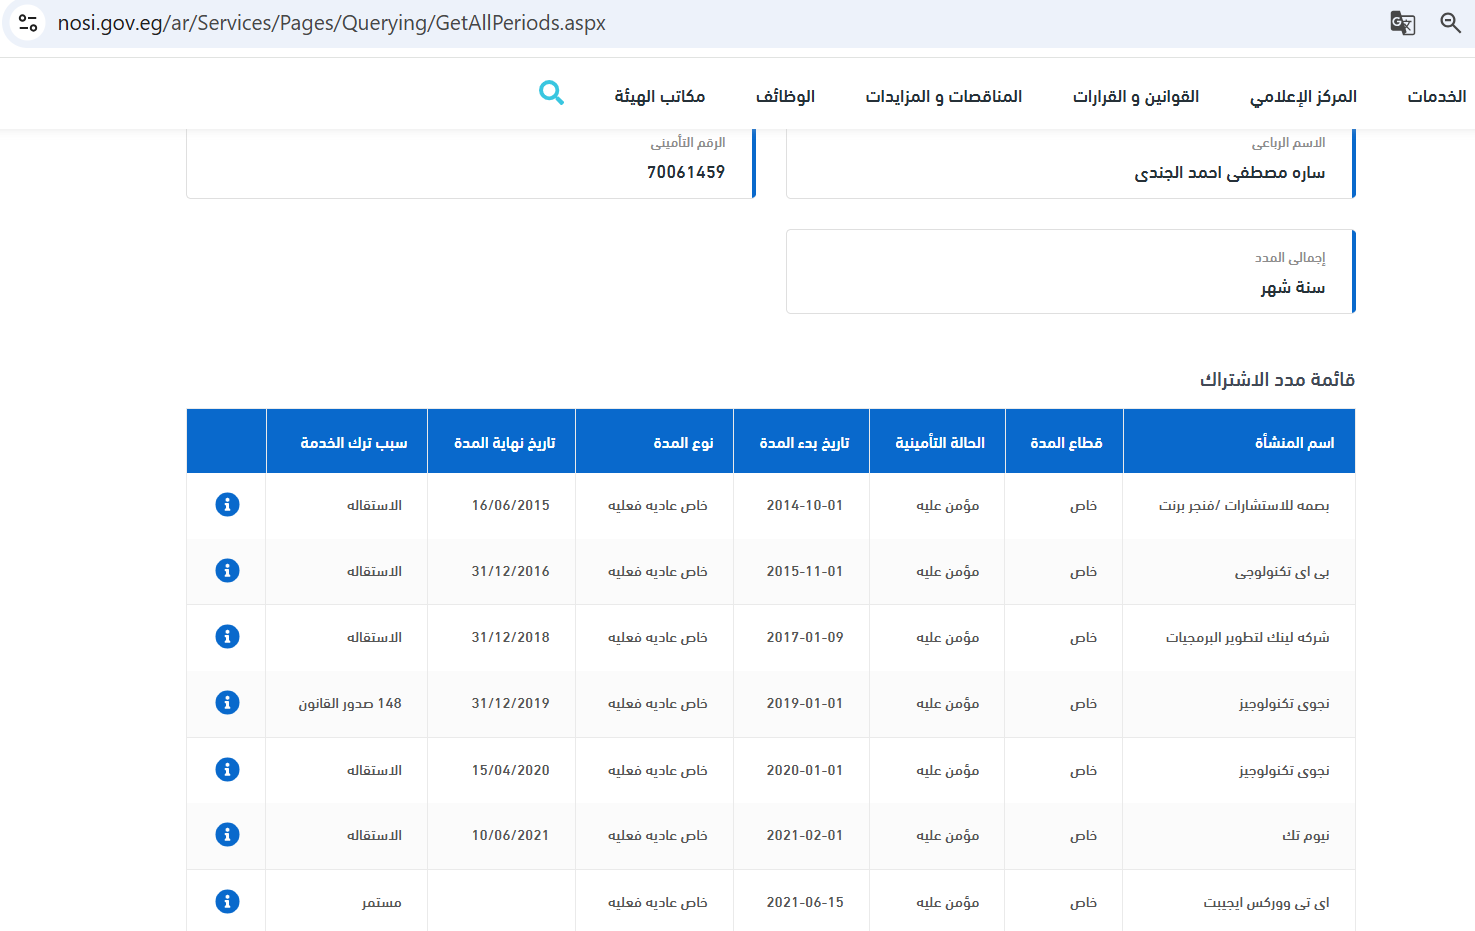 nosi.gov.eg/ar/Services/Pages/Querying/GetAllPeriods.aspx
الخدمات المركز الإعلامي القوانين و القرارات المناقصات و المزايدات الوظائف مكاتب الهيئة
الاسم الرباعى الرقم التأمينى
ساره مصطفى احمد الجندى 70061459
إجمالى المدد
سنة شهر
قائمة مدد الاشتراك
اسم المنشأة قطاع المدة الحالة التأمينية تاريخ بدء المدة نوع المدة تاريخ نهاية المدة سبب ترك الخدمة
بصمه للاستشارات /فنجر برنت خاص مؤمن عليه 2014-10-01 خاص عاديه فعليه 16/06/2015 الاستقاله
بى اى تكنولوجى خاص مؤمن عليه 2015-11-01 خاص عاديه فعليه 31/12/2016 الاستقاله
شركه لينك لتطوير البرمجيات خاص مؤمن عليه 2017-01-09 خاص عاديه فعليه 31/12/2018 الاستقاله
نجوى تكنولوجيز خاص مؤمن عليه 2019-01-01 خاص عاديه فعليه 31/12/2019 148 صدور القانون
نجوى تكنولوجيز خاص مؤمن عليه 2020-01-01 خاص عاديه فعليه 15/04/2020 الاستقاله
نيوم تك خاص مؤمن عليه 2021-02-01 خاص عاديه فعليه 10/06/2021 الاستقاله
اى تى ووركس ايجيبت خاص مؤمن عليه 2021-06-15 خاص عاديه فعليه مستمر